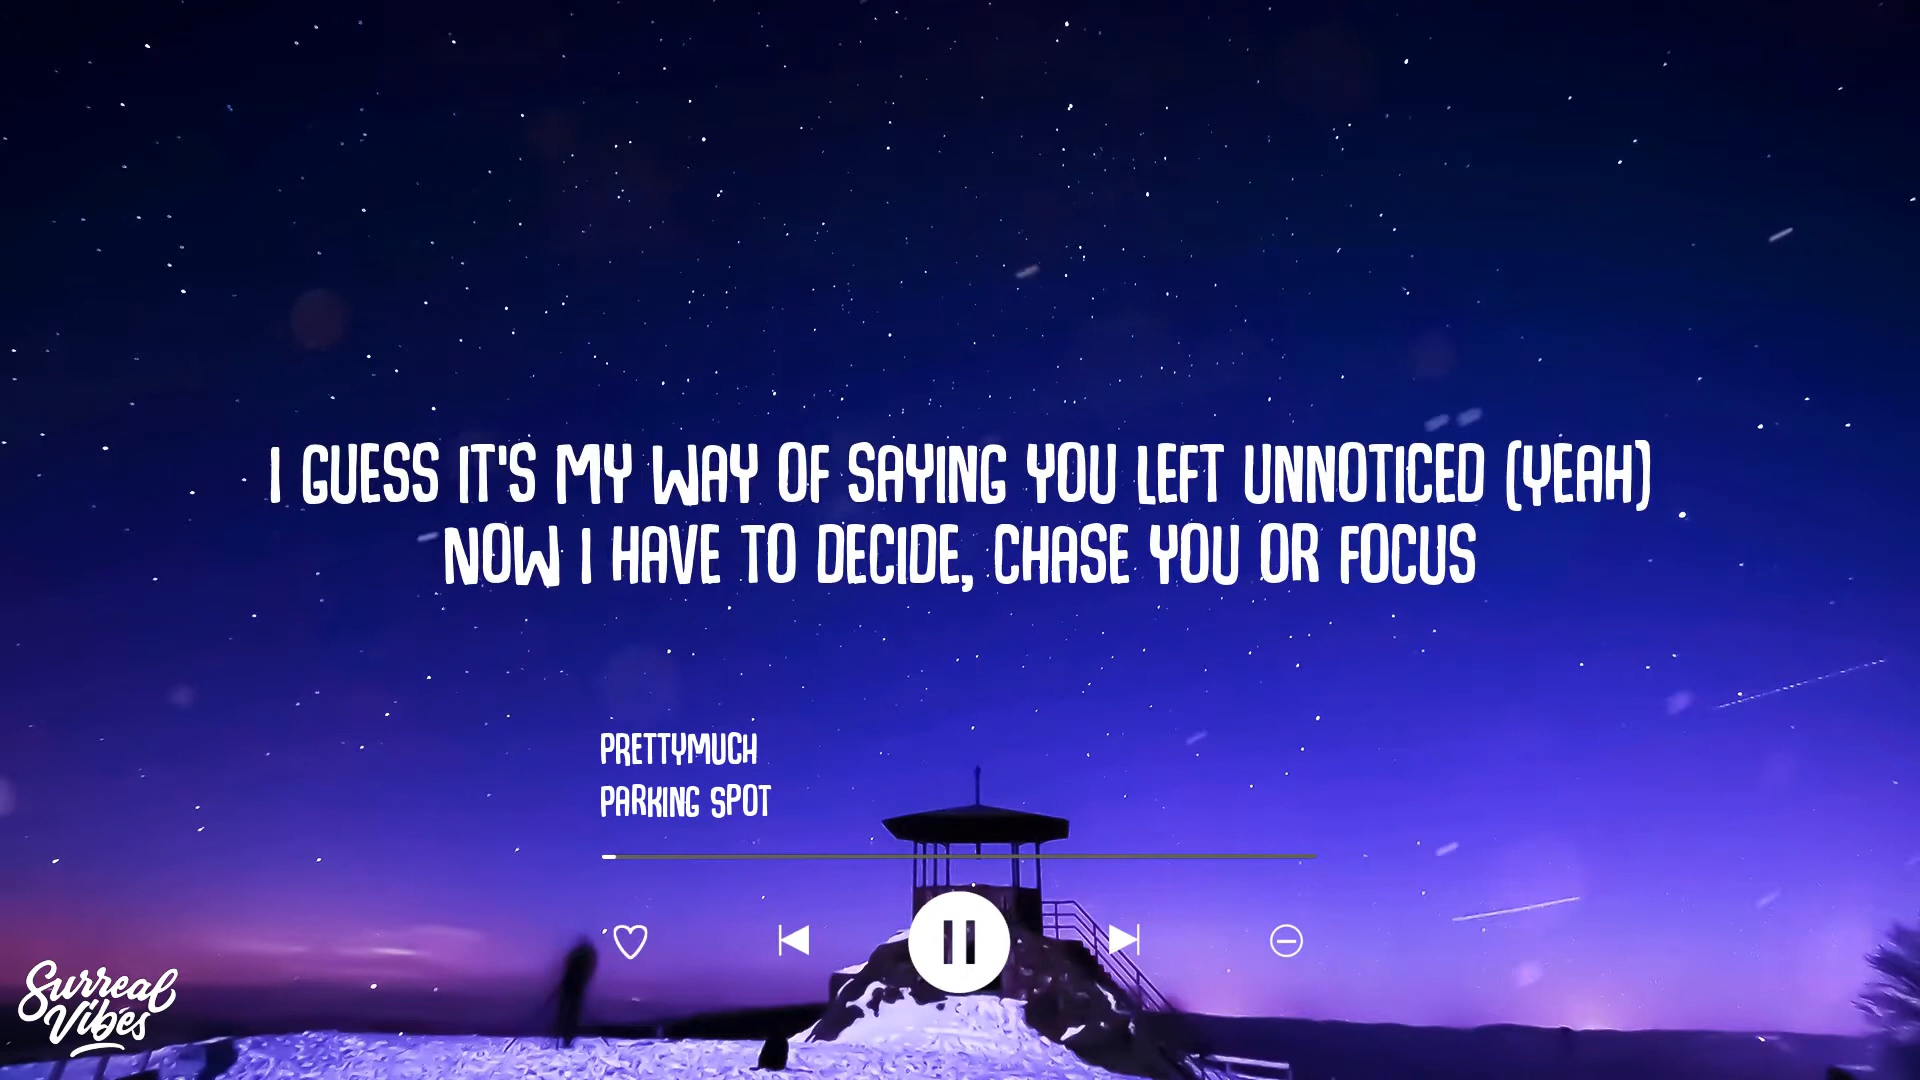 I GUESS IT'S MY WAY OF SAYING YOU LEFT UNNOTICED (YEAH)
NOW I HAVE TO DECIDE, CHASE YOU OR FOCUS
PRETTYMUCH
PARKING SPOT
Surreal
Vibes